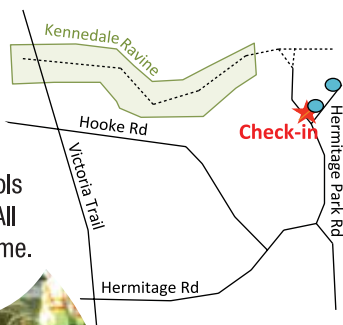 Kennedale Ravine
Hooke Rd
Check-in
Victoria Trail
Hermitage Park Rd
ols
All
me.
Hermitage Rd